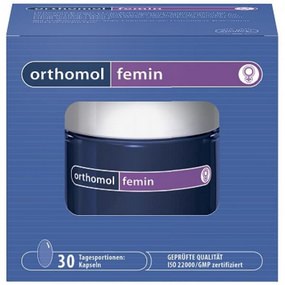 orthomol femin
orthomol femin
30 Tagesportionen:
Kapseln
GEPRÜFTE QUALITÄT
ISO 22000/GMP zertifiziert